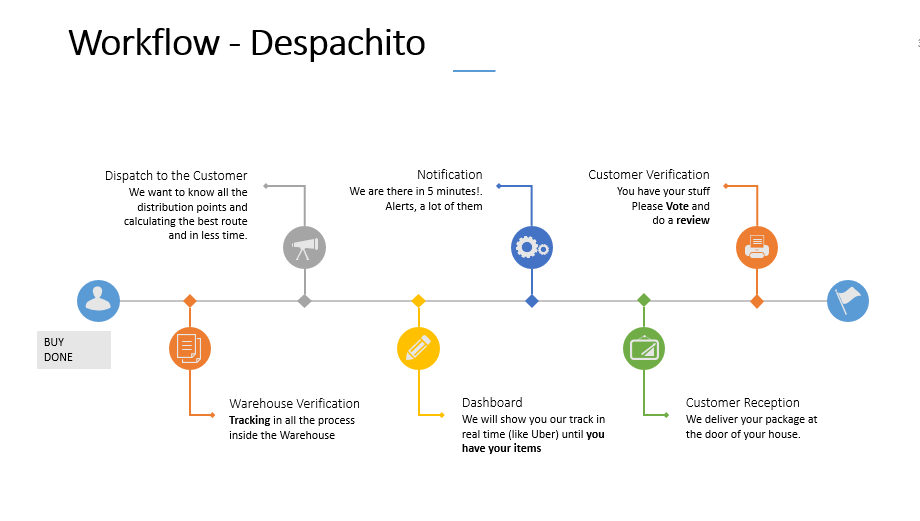 Workflow - Despachito
Dispatch to the Customer
We want to know all the
distribution points and
calculating the best route
and in less time.
Notification
We are there in 5 minutes!.
Alerts, a lot of them
Customer Verification
You have your stuff
Please Vote and
do a review
BUY
DONE
Warehouse Verification
Tracking in all the process
inside the Warehouse
Dashboard
We will show you our track in
real time (like Uber) until you
have your items
Customer Reception
We deliver your package at
the door of your house.